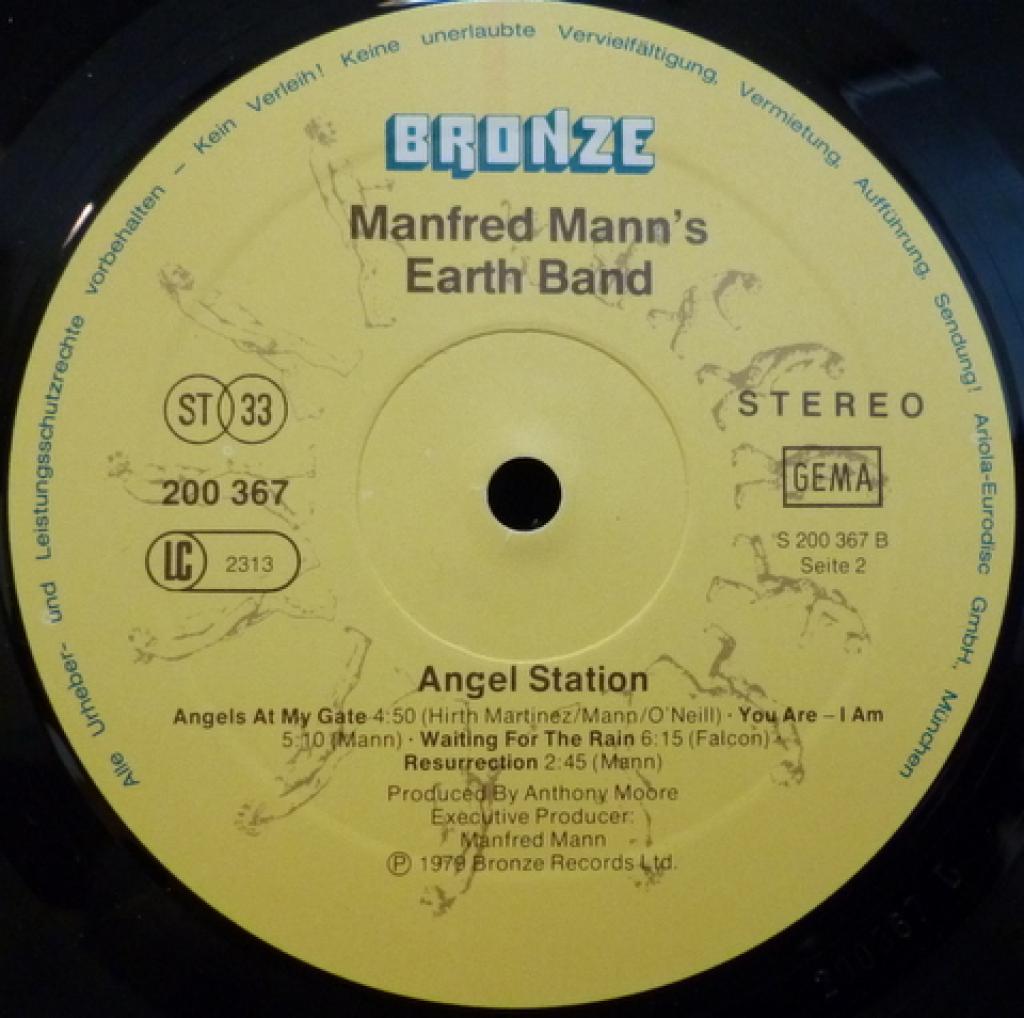 Alle Urheber- und Leistungsschutzrechte vorbehalten – Kein Verleih! Keine unerlaubte Vervielfältigung, Vermietung, Aufführung, Sendung! Ariola-Eurodisc GmbH., München
BRONZE
Manfred Mann's
Earth Band
ST 33
STEREO
200 367
GEMA
LC 2313
S 200 367 B
Seite 2
Angel Station
Angels At My Gate 4:50 (Hirth Martinez/Mann/O'Neill) · You Are – I Am
5:10 (Mann) · Waiting For The Rain 6:15 (Falcon) ·
Resurrection 2:45 (Mann)
Produced By Anthony Moore
Executive Producer:
Manfred Mann
℗ 1979 Bronze Records Ltd.